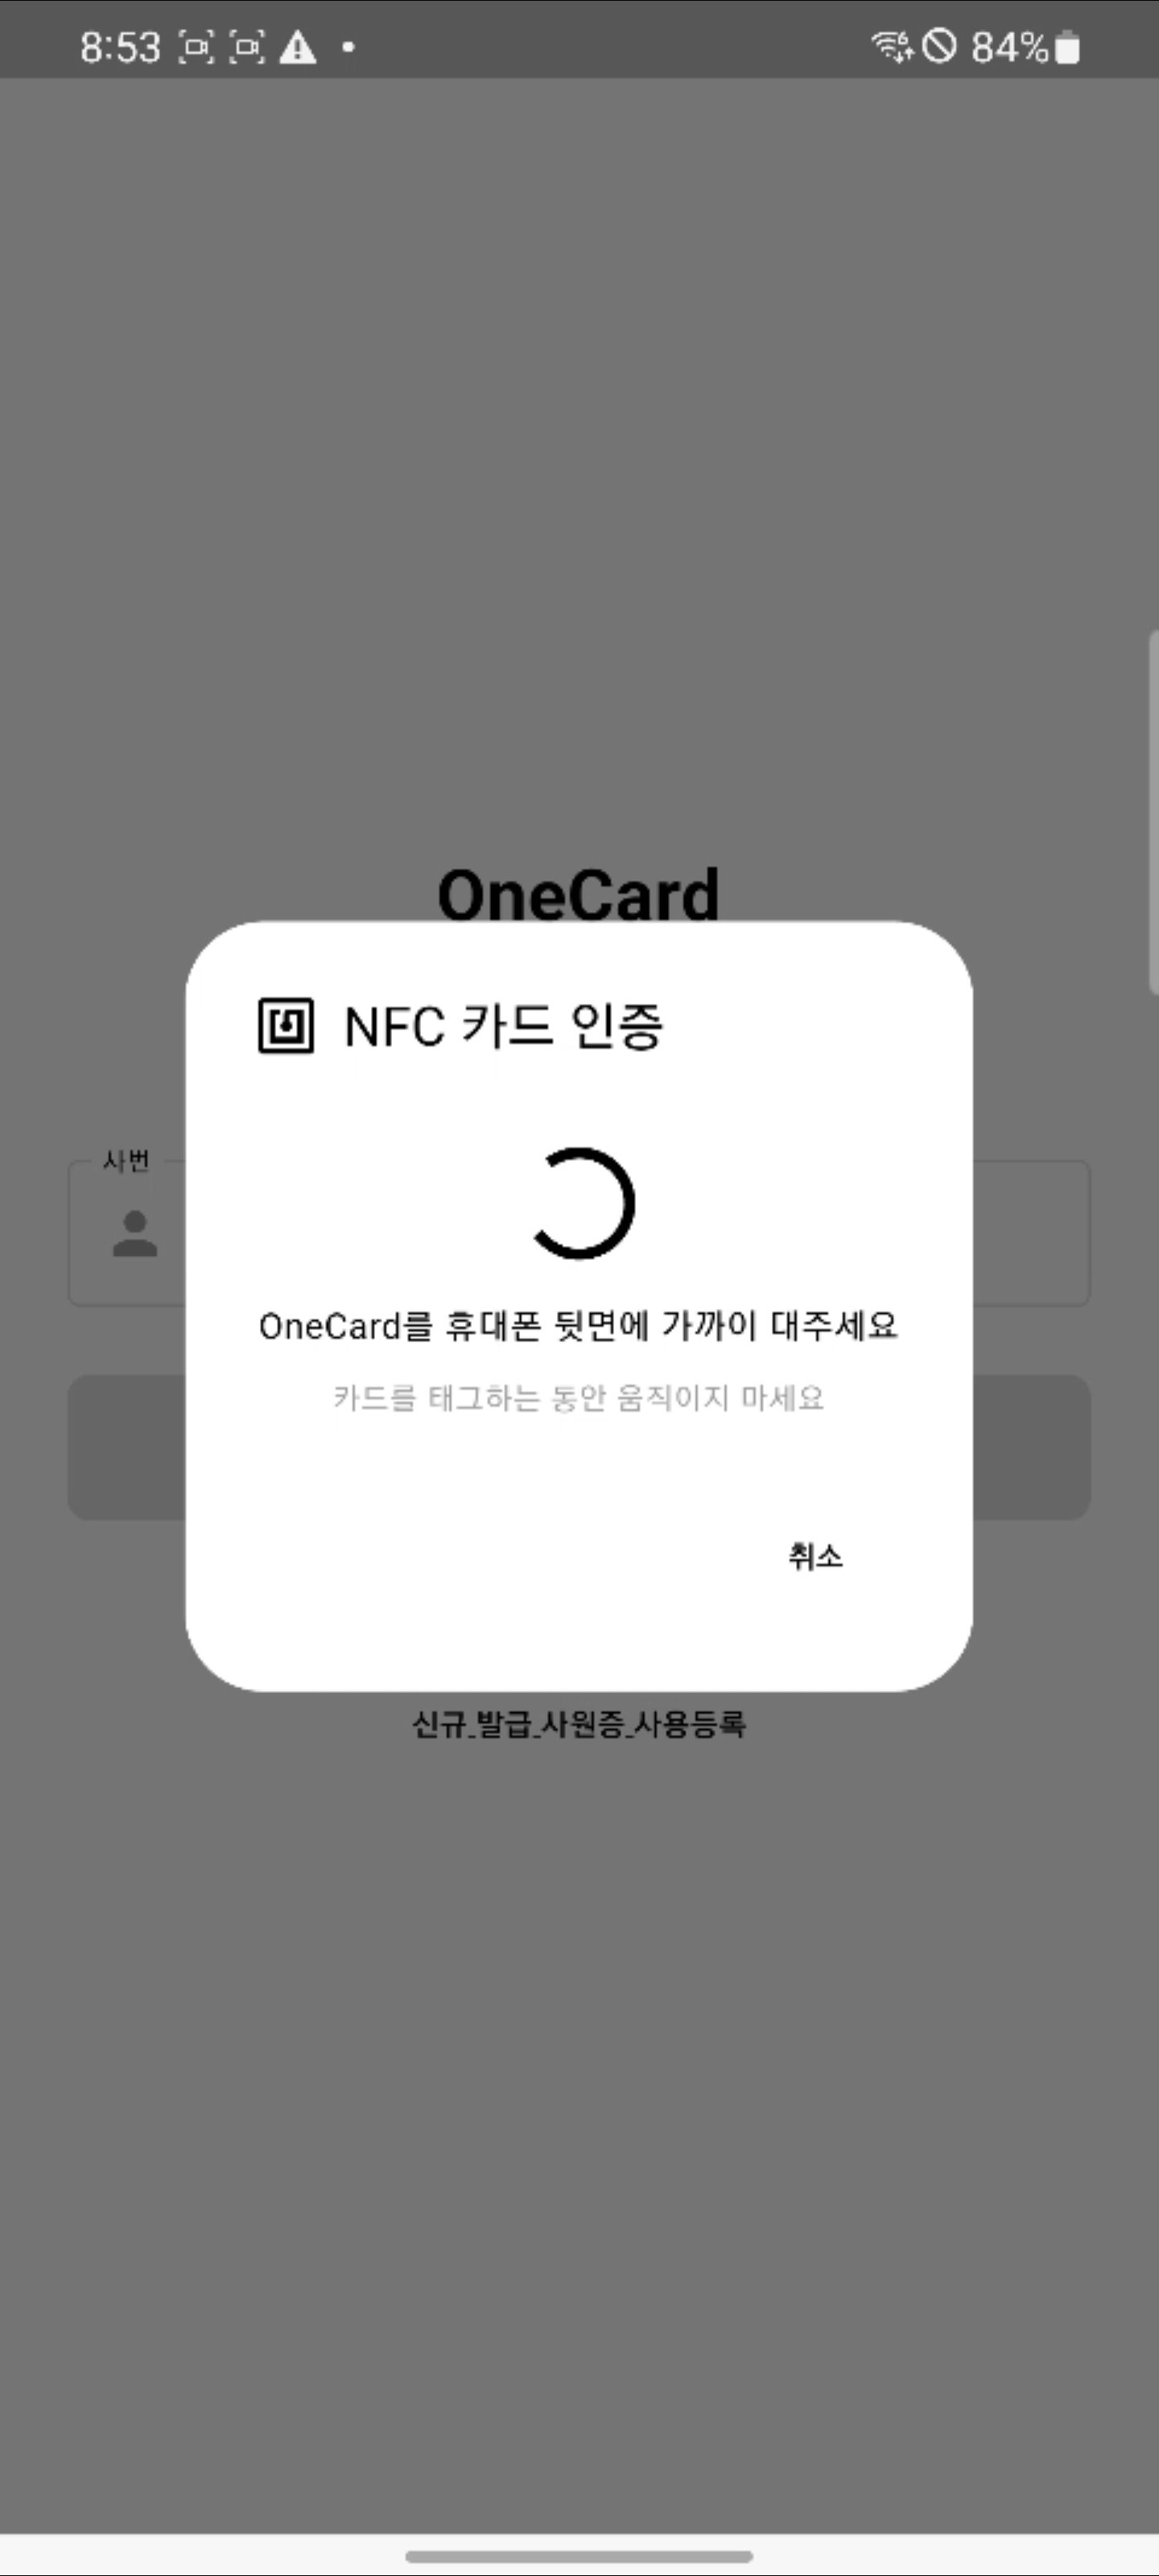 8:53
84%
OneCard
NFC 카드 인증
사번
OneCard를 휴대폰 뒷면에 가까이 대주세요
카드를 태그하는 동안 움직이지 마세요
취소
신규 발급 사원증 사용등록